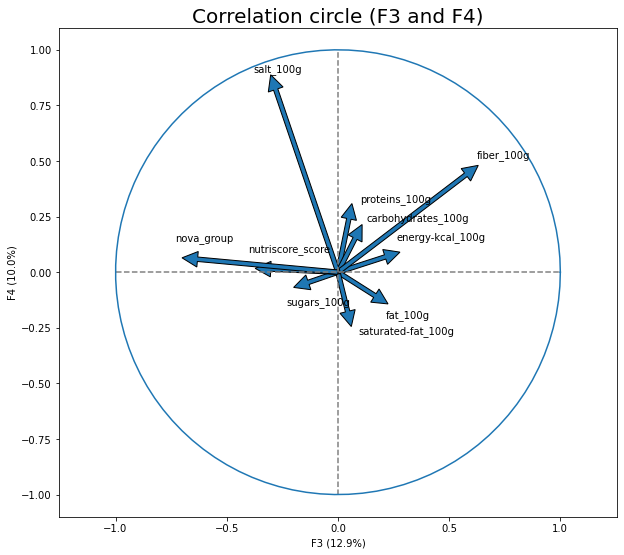 Correlation circle (F3 and F4)
1.00
salt_100g
0.75
fiber_100g
0.50
proteins_100g
0.25
carbohydrates_100g
nova_group
energy-kcal_100g
nutriscore_score
0.00
sugars_100g
fat_100g
−0.25
saturated-fat_100g
−0.50
−0.75
−1.00
F4 (10.0%)
−1.0 −0.5 0.0 0.5 1.0
F3 (12.9%)